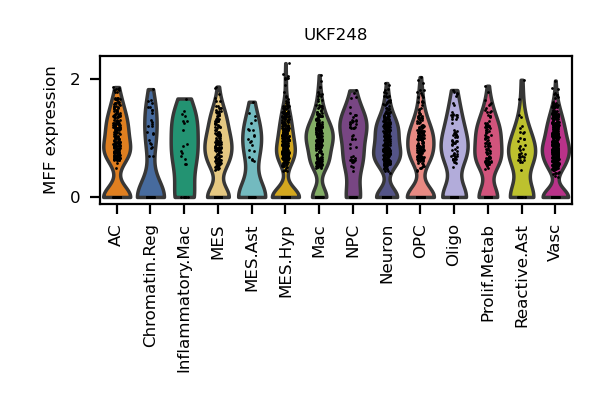 UKF248
MFF expression
2
0
AC
Chromatin.Reg
Inflammatory.Mac
MES
MES.Ast
MES.Hyp
Mac
NPC
Neuron
OPC
Oligo
Prolif.Metab
Reactive.Ast
Vasc